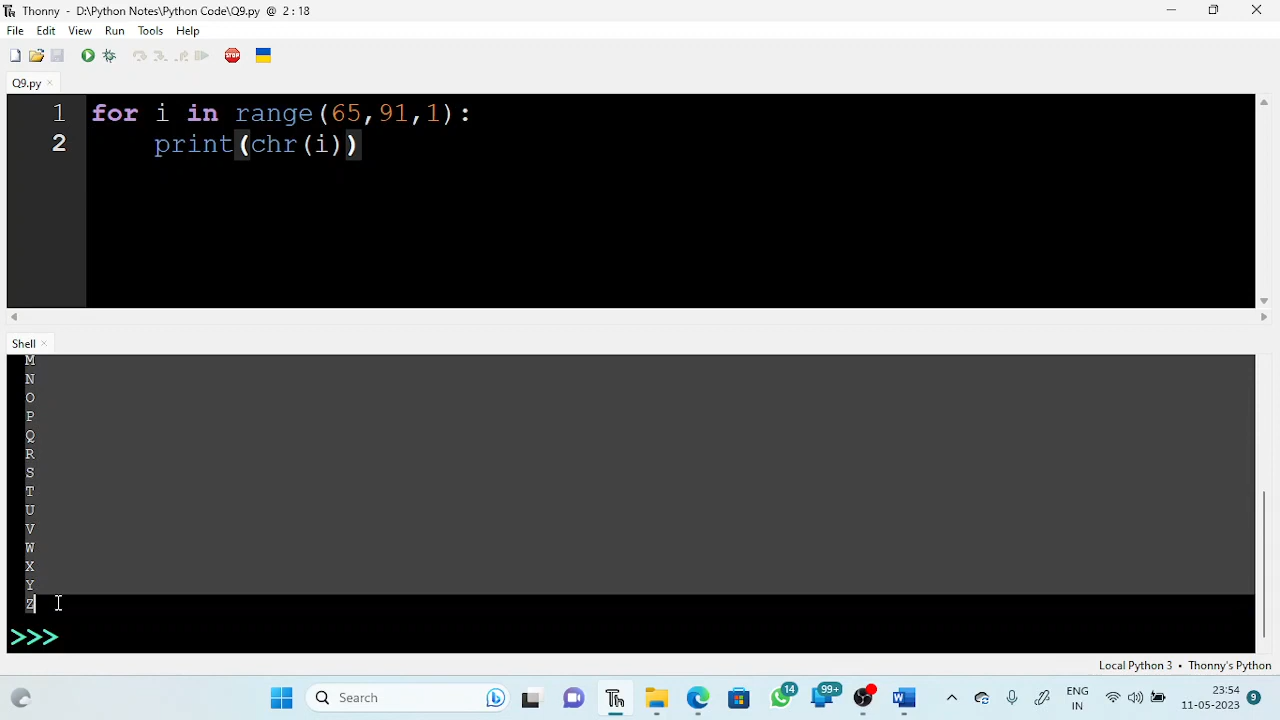 Thonny - D:\Python Notes\Python Code\Q9.py @ 2:18
File Edit View Run Tools Help
STOP
Q9.py ×
1 for i in range(65,91,1):
2     print(chr(i))
Shell ×
M
N
O
P
Q
R
S
T
U
V
W
X
Y
Z
>>>
Local Python 3 • Thonny's Python
Search
Th
14
99+
W
ENG
IN
23:54
11-05-2023
9